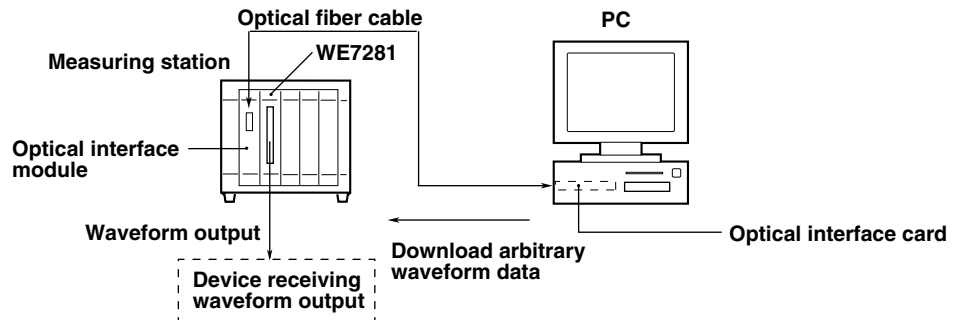 Optical fiber cable
PC
WE7281
Measuring station
Optical interface
module
Waveform output
Optical interface card
Download arbitrary
waveform data
Device receiving
waveform output